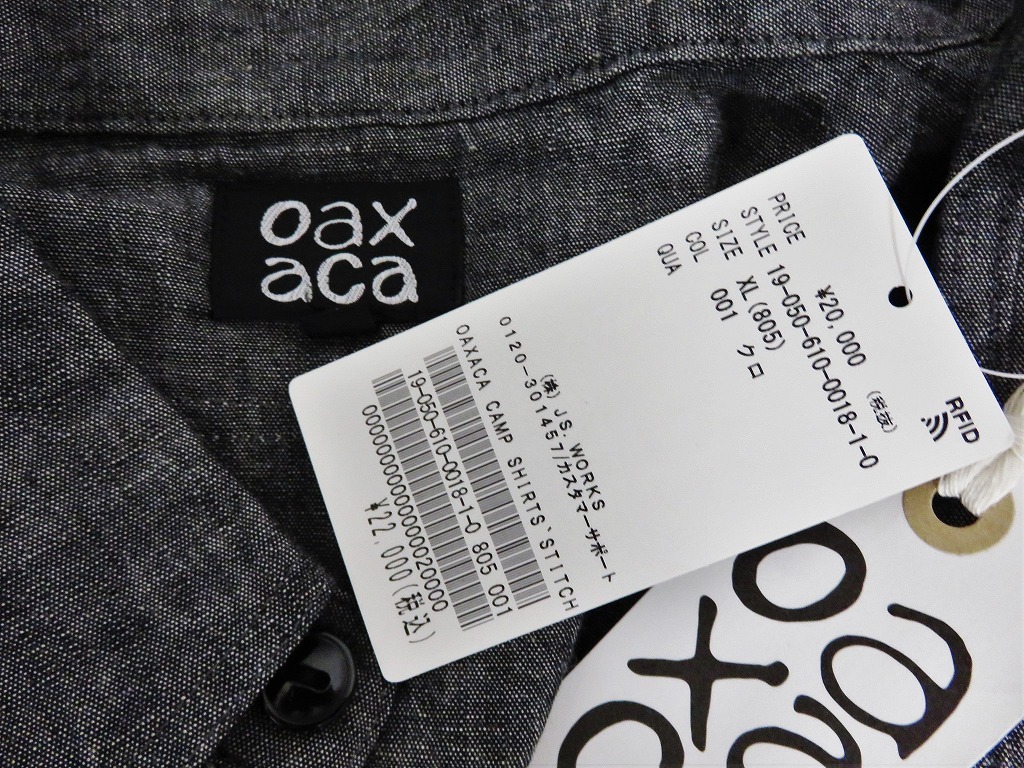 oax
aca
PRICE ¥20,000 (税抜)
STYLE 19-050-610-0018-1-0
SIZE XL(805)
COL 001 クロ
QUA
RFID
(株) JS.WORKS
0120-301457/カスタマーサポート
OAXACA CAMP SHIRTS`STITCH
19-050-610-0018-1-0 805 001
0000000000000020000
¥22,000(税込)